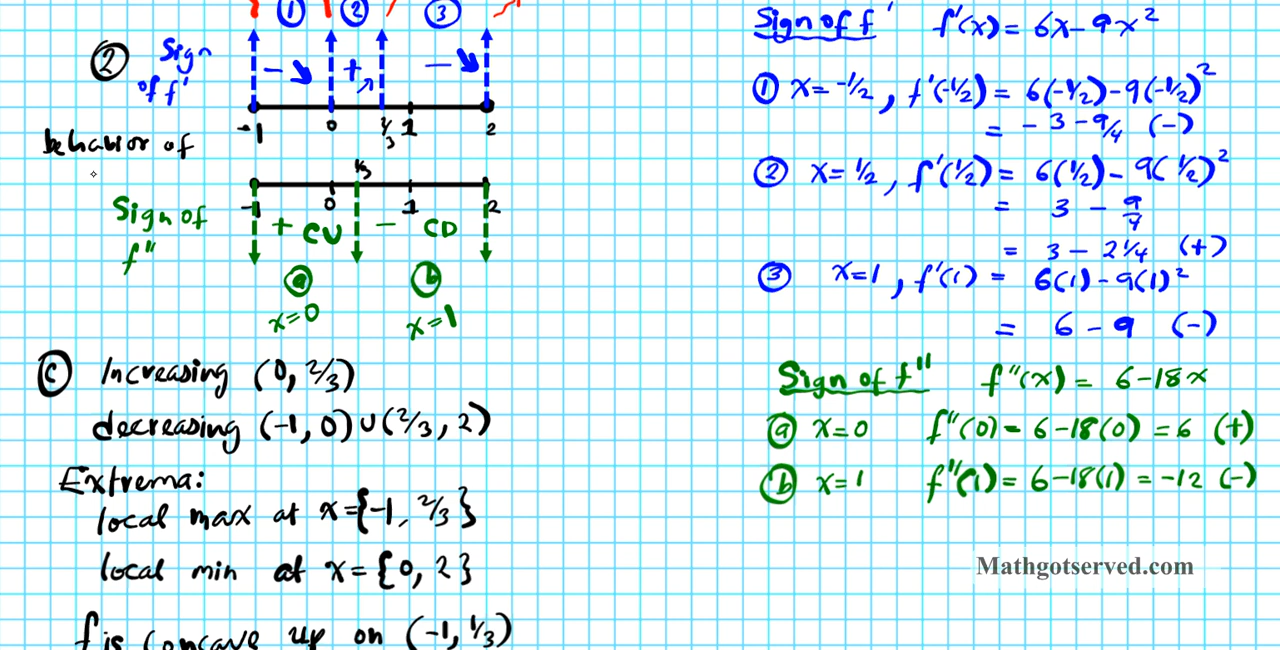 ① ② ③
② Sign
of f'
− + −
-1 0 2/3 1 2
behavior of
1/3
-1 0 1 2
Sign of
f"
+ CU − CD
ⓐ ⓑ
x=0 x=1
ⓒ Increasing (0, 2/3)
decreasing (-1, 0) ∪ (2/3, 2)
Extrema:
local max at x={-1, 2/3}
local min at x={0, 2}
f is concave up on (-1, 1/3)
Sign of f' f'(x) = 6x - 9x²
① x = -1/2, f'(-1/2) = 6(-1/2) - 9(-1/2)²
= -3 - 9/4 (-)
② x = 1/2, f'(1/2) = 6(1/2) - 9(1/2)²
= 3 - 9/4
= 3 - 2 1/4 (+)
③ x=1, f'(1) = 6(1) - 9(1)²
= 6 - 9 (-)
Sign of f" f"(x) = 6-18x
ⓐ x=0 f"(0) = 6-18(0) = 6 (+)
ⓑ x=1 f"(1) = 6-18(1) = -12 (-)
Mathgotserved.com